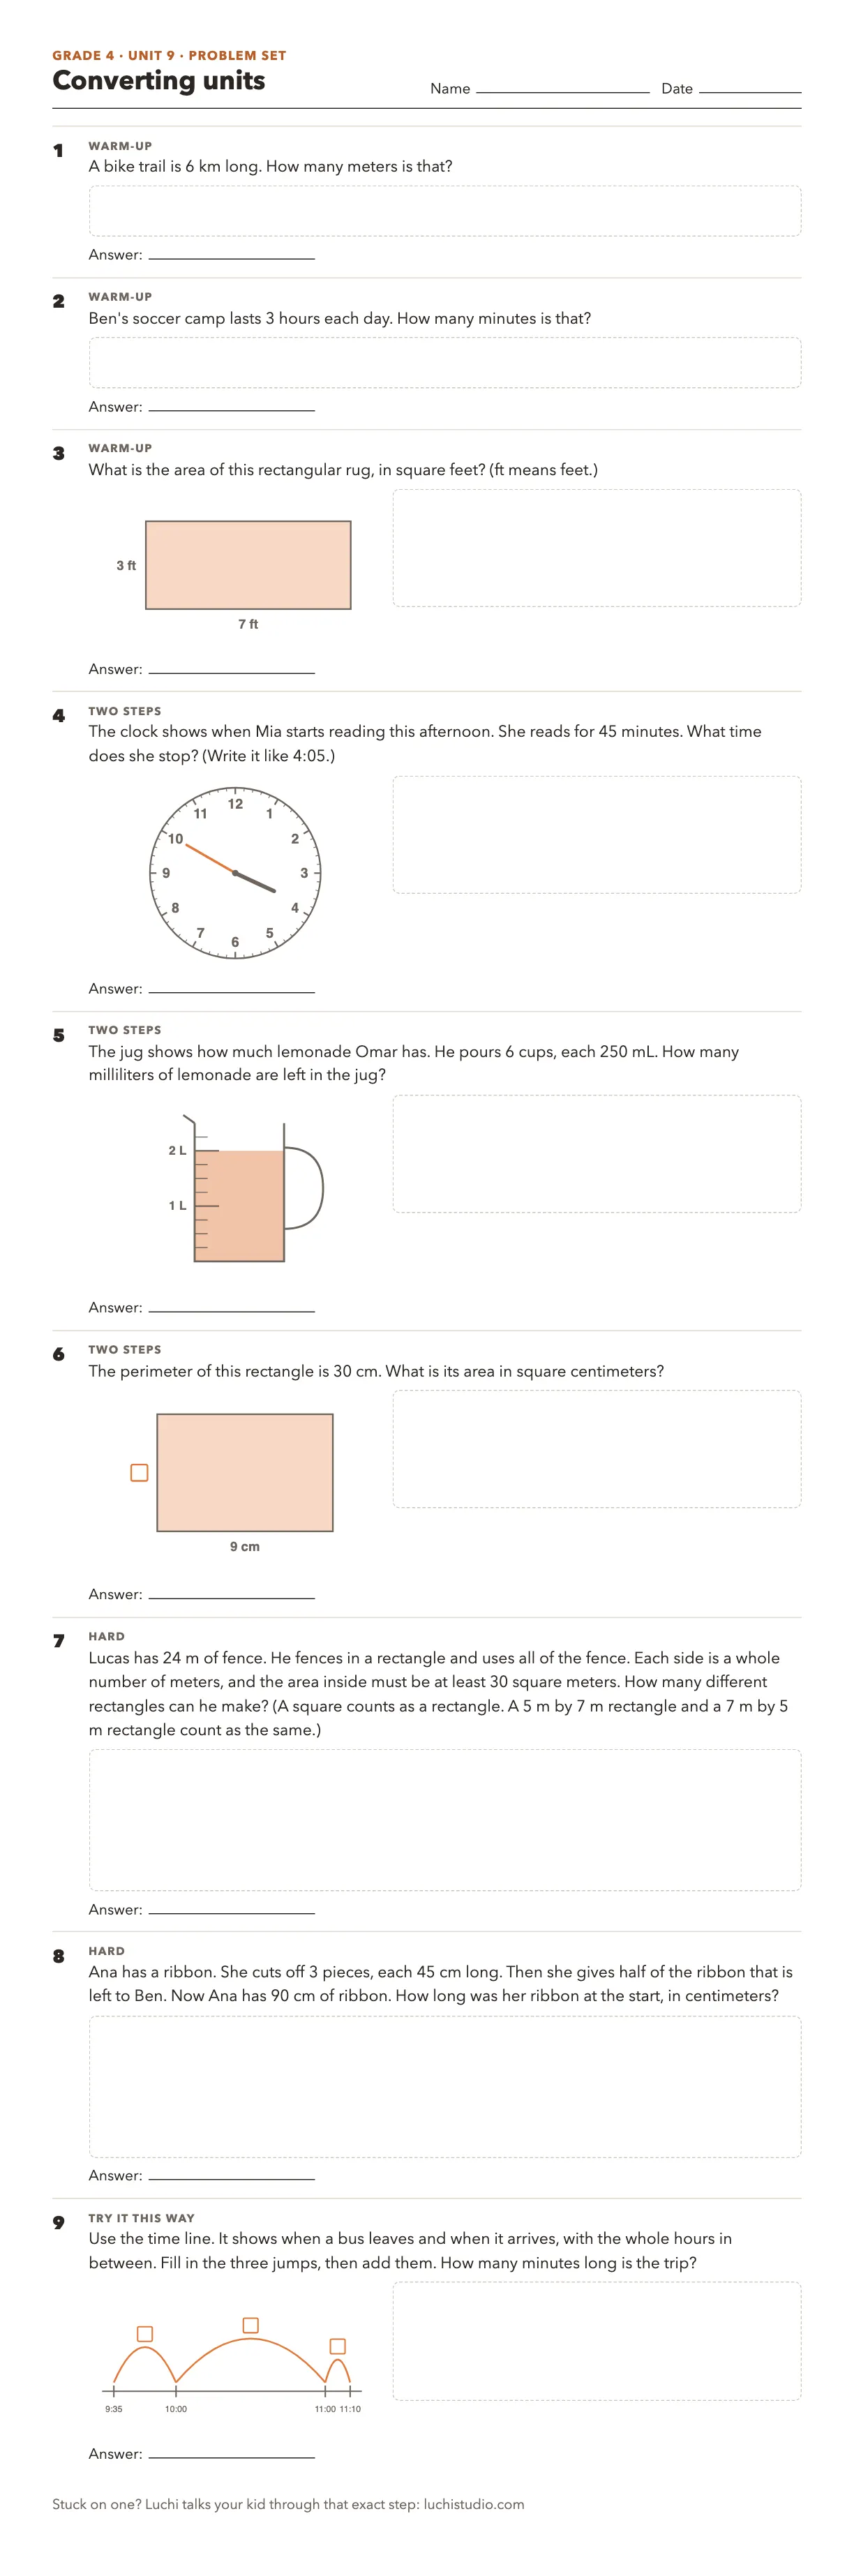 GRADE 4 · UNIT 9 · PROBLEM SET
Converting units
Name
Date
1
WARM-UP
A bike trail is 6 km long. How many meters is that?
Answer:
2
WARM-UP
Ben's soccer camp lasts 3 hours each day. How many minutes is that?
Answer:
3
WARM-UP
What is the area of this rectangular rug, in square feet? (ft means feet.)
3 ft
7 ft
Answer:
4
TWO STEPS
The clock shows when Mia starts reading this afternoon. She reads for 45 minutes. What time
does she stop? (Write it like 4:05.)
12
11
1
10
2
9
3
8
4
7
5
6
Answer:
5
TWO STEPS
The jug shows how much lemonade Omar has. He pours 6 cups, each 250 mL. How many
milliliters of lemonade are left in the jug?
2 L
1 L
Answer:
6
TWO STEPS
The perimeter of this rectangle is 30 cm. What is its area in square centimeters?
9 cm
Answer:
7
HARD
Lucas has 24 m of fence. He fences in a rectangle and uses all of the fence. Each side is a whole
number of meters, and the area inside must be at least 30 square meters. How many different
rectangles can he make? (A square counts as a rectangle. A 5 m by 7 m rectangle and a 7 m by 5
m rectangle count as the same.)
Answer:
8
HARD
Ana has a ribbon. She cuts off 3 pieces, each 45 cm long. Then she gives half of the ribbon that is
left to Ben. Now Ana has 90 cm of ribbon. How long was her ribbon at the start, in centimeters?
Answer:
9
TRY IT THIS WAY
Use the time line. It shows when a bus leaves and when it arrives, with the whole hours in
between. Fill in the three jumps, then add them. How many minutes long is the trip?
9:35 10:00 11:00 11:10
Answer:
Stuck on one? Luchi talks your kid through that exact step: luchistudio.com